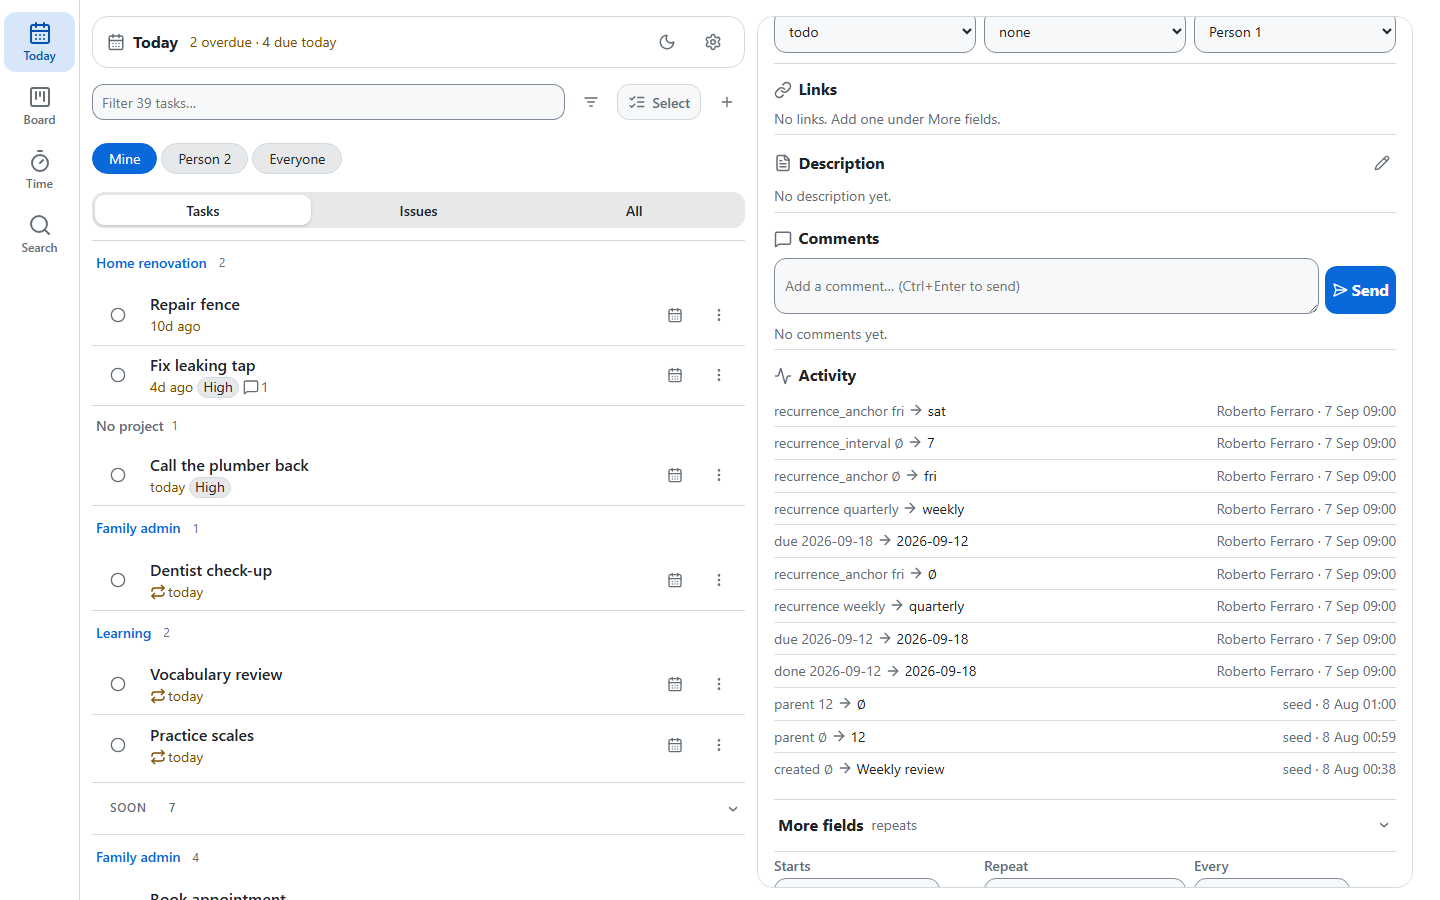 Today
Board
Time
Search
Today 2 overdue · 4 due today
Filter 39 tasks...
Select
Mine
Person 2
Everyone
Tasks
Issues
All
Home renovation 2
Repair fence
10d ago
Fix leaking tap
4d ago High 1
No project 1
Call the plumber back
today High
Family admin 1
Dentist check-up
today
Learning 2
Vocabulary review
today
Practice scales
today
SOON 7
Family admin 4
Book appointment
todo
none
Person 1
Links
No links. Add one under More fields.
Description
No description yet.
Comments
Add a comment... (Ctrl+Enter to send)
Send
No comments yet.
Activity
recurrence_anchor fri → sat Roberto Ferraro · 7 Sep 09:00
recurrence_interval ∅ → 7 Roberto Ferraro · 7 Sep 09:00
recurrence_anchor ∅ → fri Roberto Ferraro · 7 Sep 09:00
recurrence quarterly → weekly Roberto Ferraro · 7 Sep 09:00
due 2026-09-18 → 2026-09-12 Roberto Ferraro · 7 Sep 09:00
recurrence_anchor fri → ∅ Roberto Ferraro · 7 Sep 09:00
recurrence weekly → quarterly Roberto Ferraro · 7 Sep 09:00
due 2026-09-12 → 2026-09-18 Roberto Ferraro · 7 Sep 09:00
done 2026-09-12 → 2026-09-18 Roberto Ferraro · 7 Sep 09:00
parent 12 → ∅ seed · 8 Aug 01:00
parent ∅ → 12 seed · 8 Aug 00:59
created ∅ → Weekly review seed · 8 Aug 00:38
More fields repeats
Starts
Repeat
Every